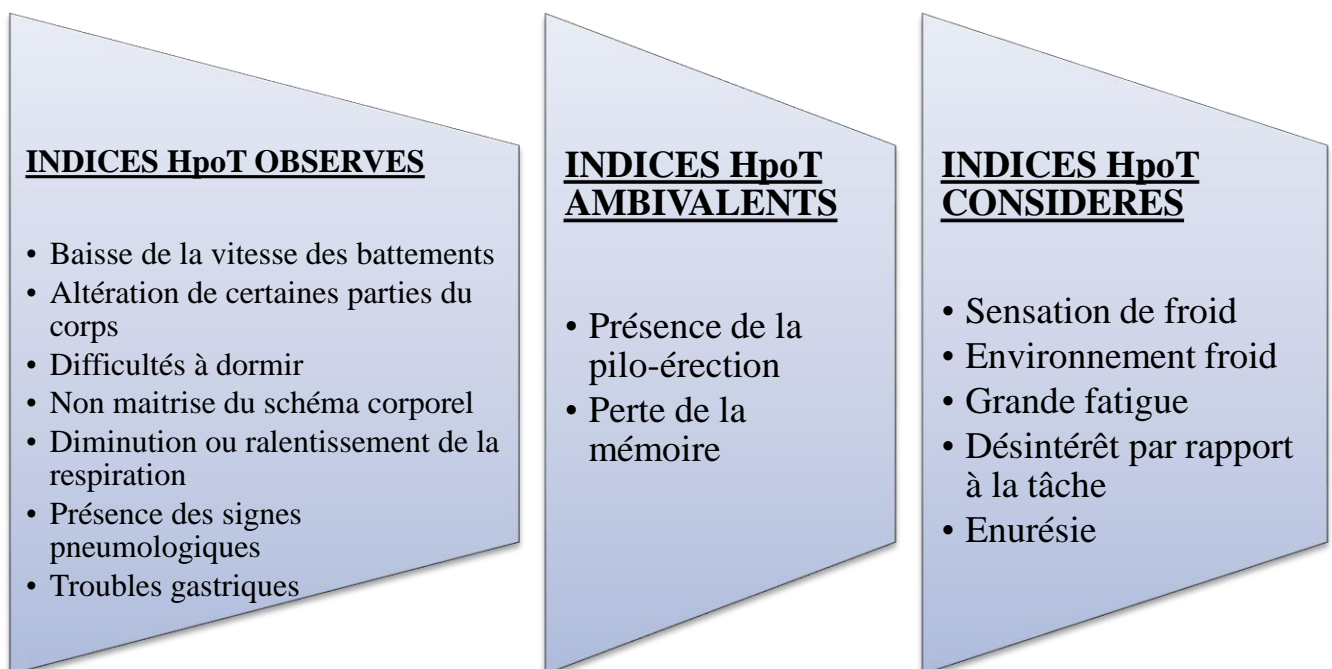 INDICES HpoT OBSERVES
• Baisse de la vitesse des battements
• Altération de certaines parties du
corps
• Difficultés à dormir
• Non maitrise du schéma corporel
• Diminution ou ralentissement de la
respiration
• Présence des signes
pneumologiques
• Troubles gastriques
INDICES HpoT
AMBIVALENTS
• Présence de la
pilo-érection
• Perte de la
mémoire
INDICES HpoT
CONSIDERES
• Sensation de froid
• Environnement froid
• Grande fatigue
• Désintérêt par rapport
à la tâche
• Enurésie